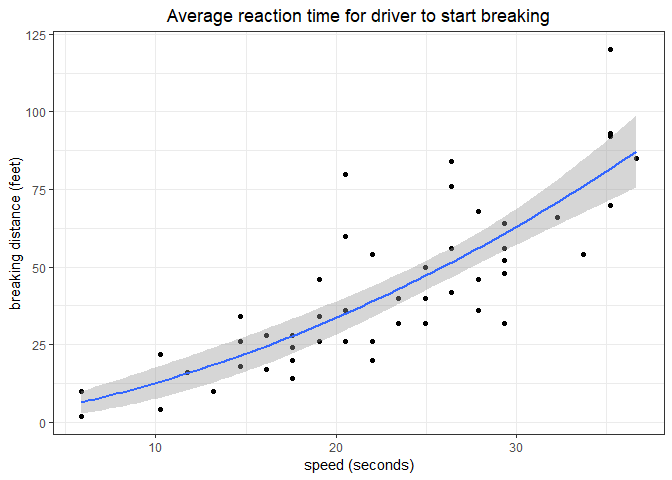 Average reaction time for driver to start breaking
125
100
75
50
25
0
breaking distance (feet)
10 20 30
speed (seconds)